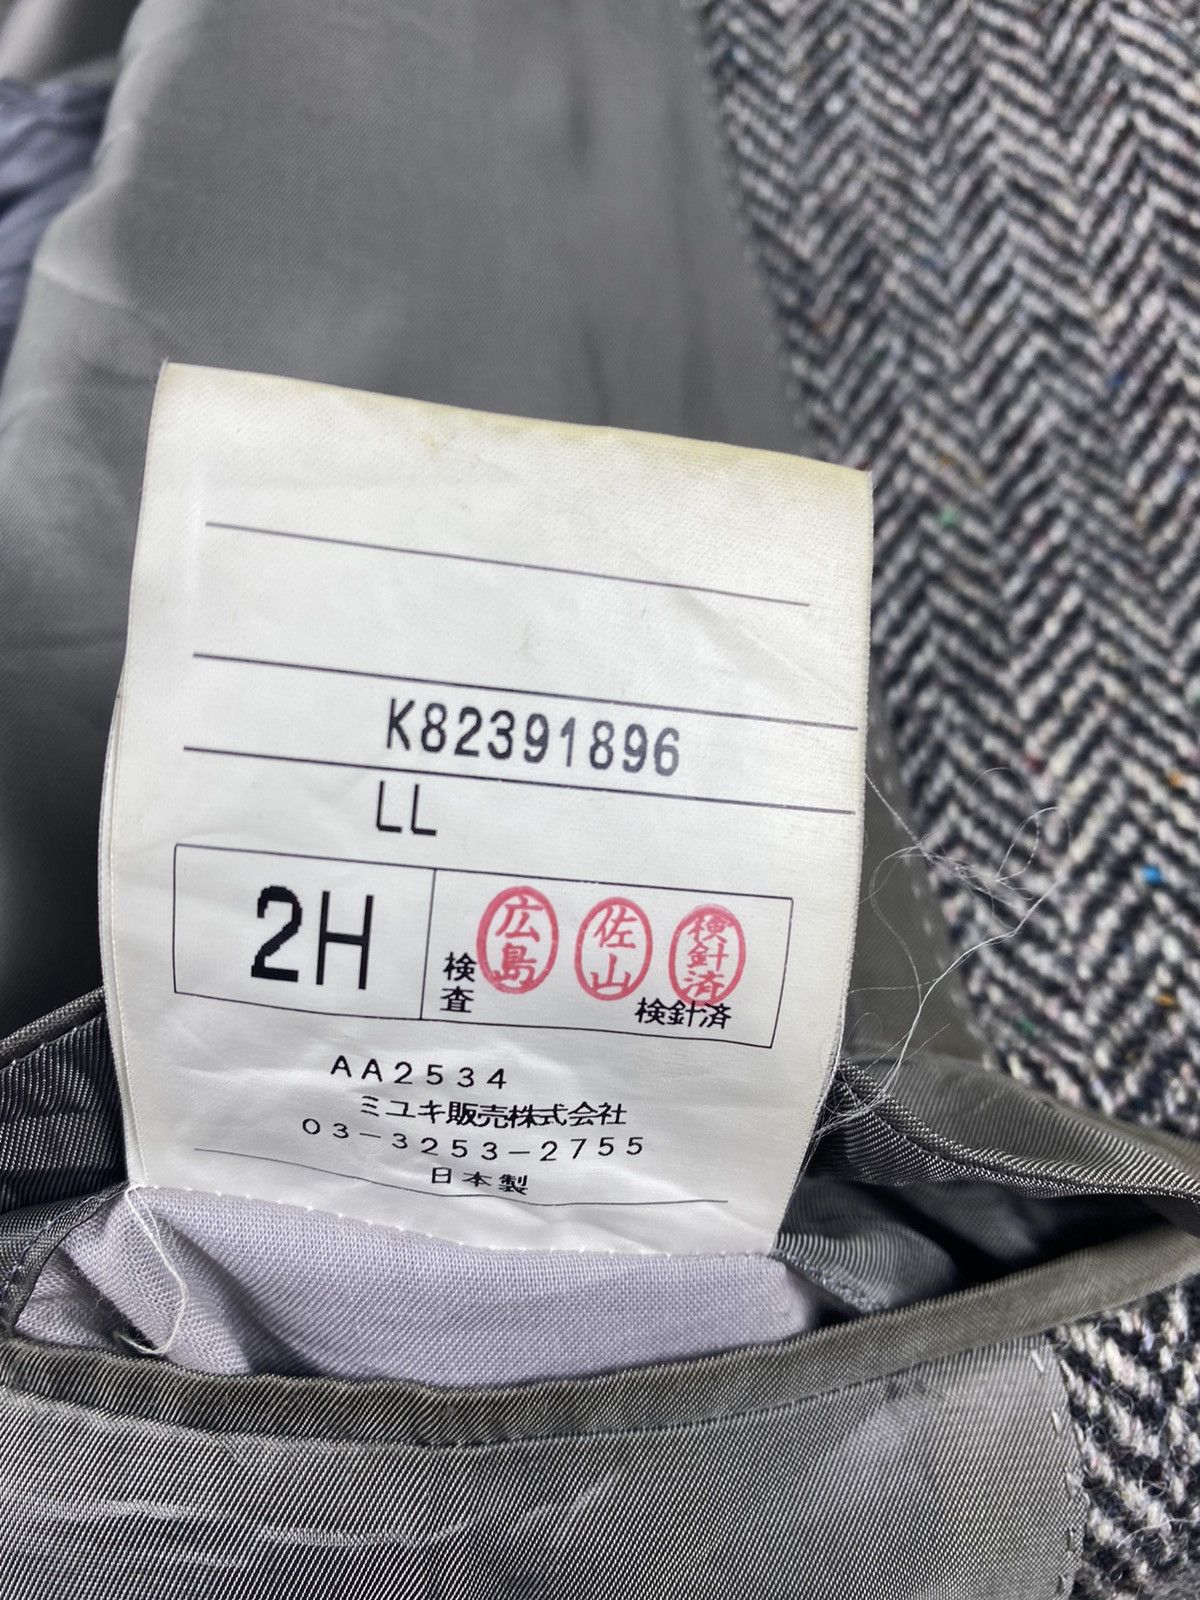 K82391896
LL
2H
検査
広島
佐山
検針済
検針済
AA2534
ミユキ販売株式会社
03-3253-2755
日本製